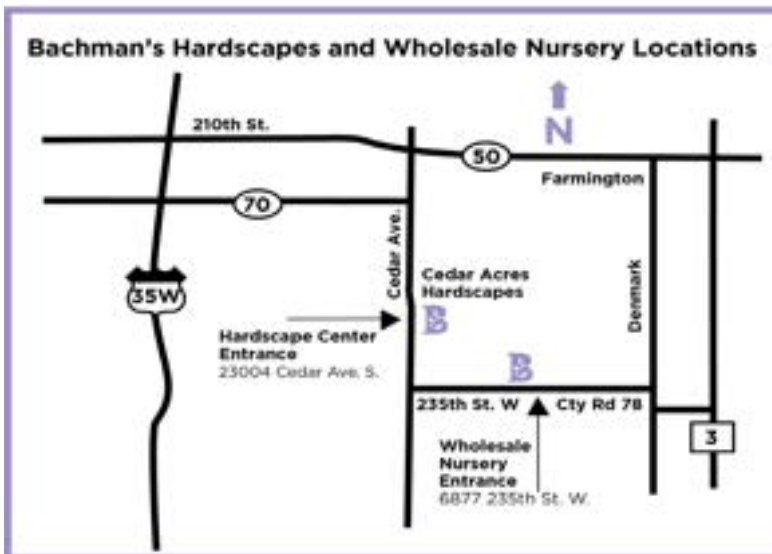 Bachman's Hardscapes and Wholesale Nursery Locations
N
210th St.
50
Farmington
70
Cedar Ave.
Denmark
Cedar Acres
Hardscapes
35W
B
Hardscape Center
Entrance
23004 Cedar Ave. S.
B
235th St. W
Cty Rd 78
3
Wholesale
Nursery
Entrance
6877 235th St. W.